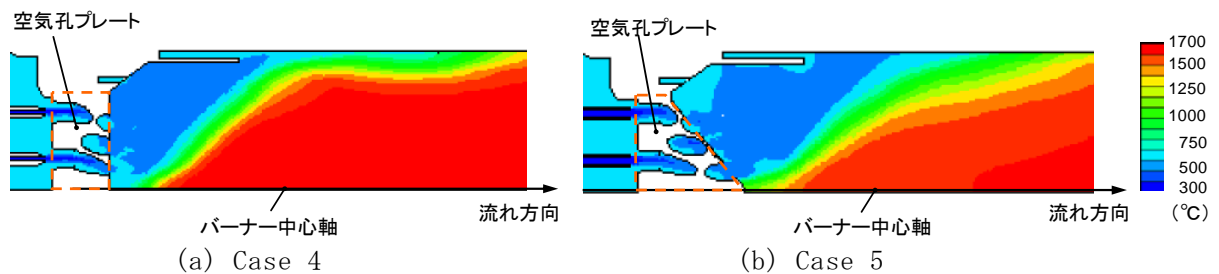 空気孔プレート
バーナー中心軸
流れ方向
(a) Case 4
空気孔プレート
バーナー中心軸
流れ方向
(b) Case 5
1700
1500
1250
1000
750
500
300
(℃)